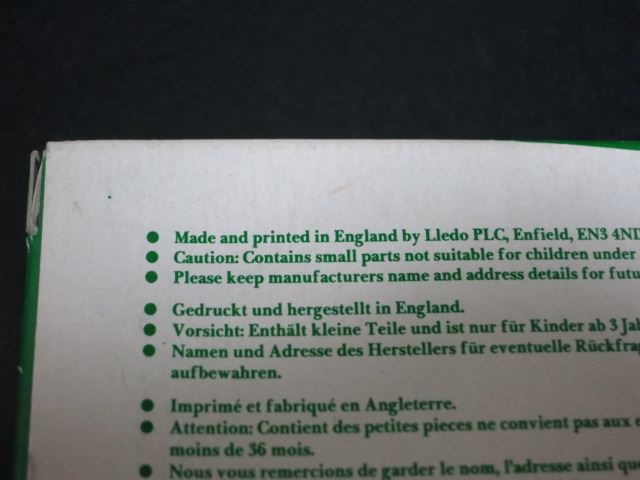 Made and printed in England by Lledo PLC, Enfield, EN3 4ND
Caution: Contains small parts not suitable for children under
Please keep manufacturers name and address details for futu
Gedruckt und hergestellt in England.
Vorsicht: Enthält kleine Teile und ist nur für Kinder ab 3 Jah
Namen und Adresse des Herstellers für eventuelle Rückfrag
aufbewahren.
Imprimé et fabriqué en Angleterre.
Attention: Contient des petites pieces ne convient pas aux e
moins de 36 mois.
Nous vous remercions de garder le nom, l'adresse ainsi que